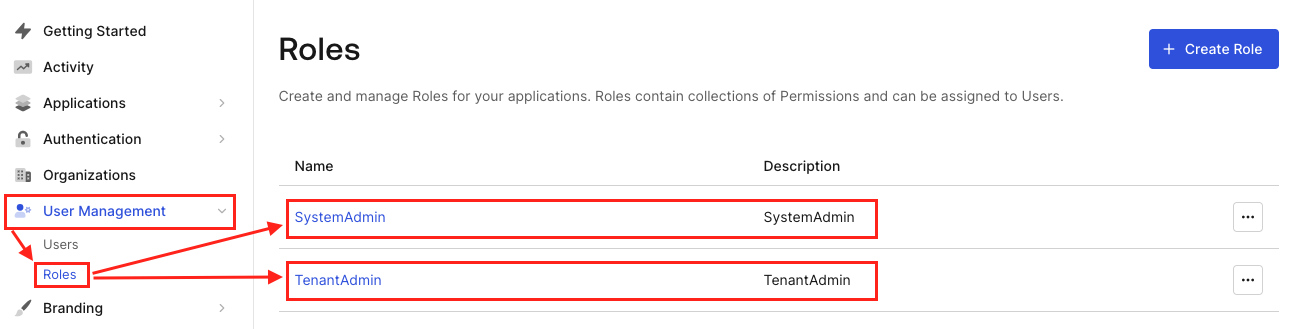 Getting Started
Activity
Applications
Authentication
Organizations
User Management
Users
Roles
Branding
Roles
+ Create Role
Create and manage Roles for your applications. Roles contain collections of Permissions and can be assigned to Users.
Name Description
SystemAdmin SystemAdmin
TenantAdmin TenantAdmin